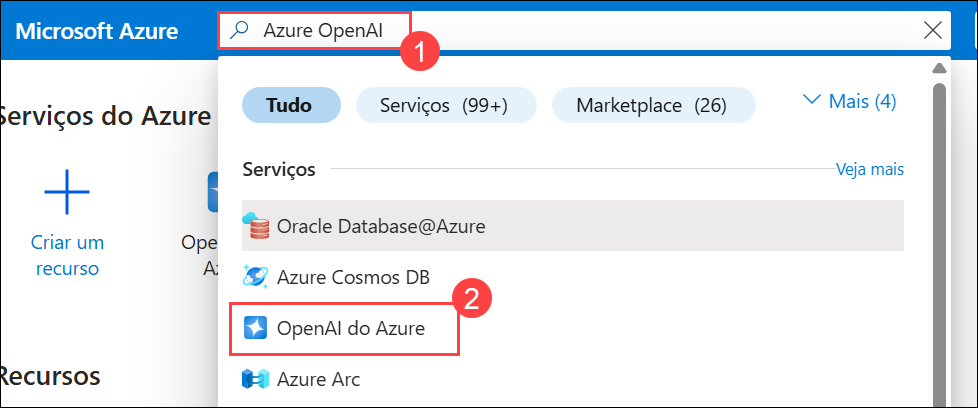 Microsoft Azure
Azure OpenAI
1
Tudo
Serviços (99+)
Marketplace (26)
Mais (4)
Serviços do Azure
Serviços
Veja mais
Criar um
recurso
Ope
Az
Oracle Database@Azure
Azure Cosmos DB
2
OpenAI do Azure
Azure Arc
Recursos